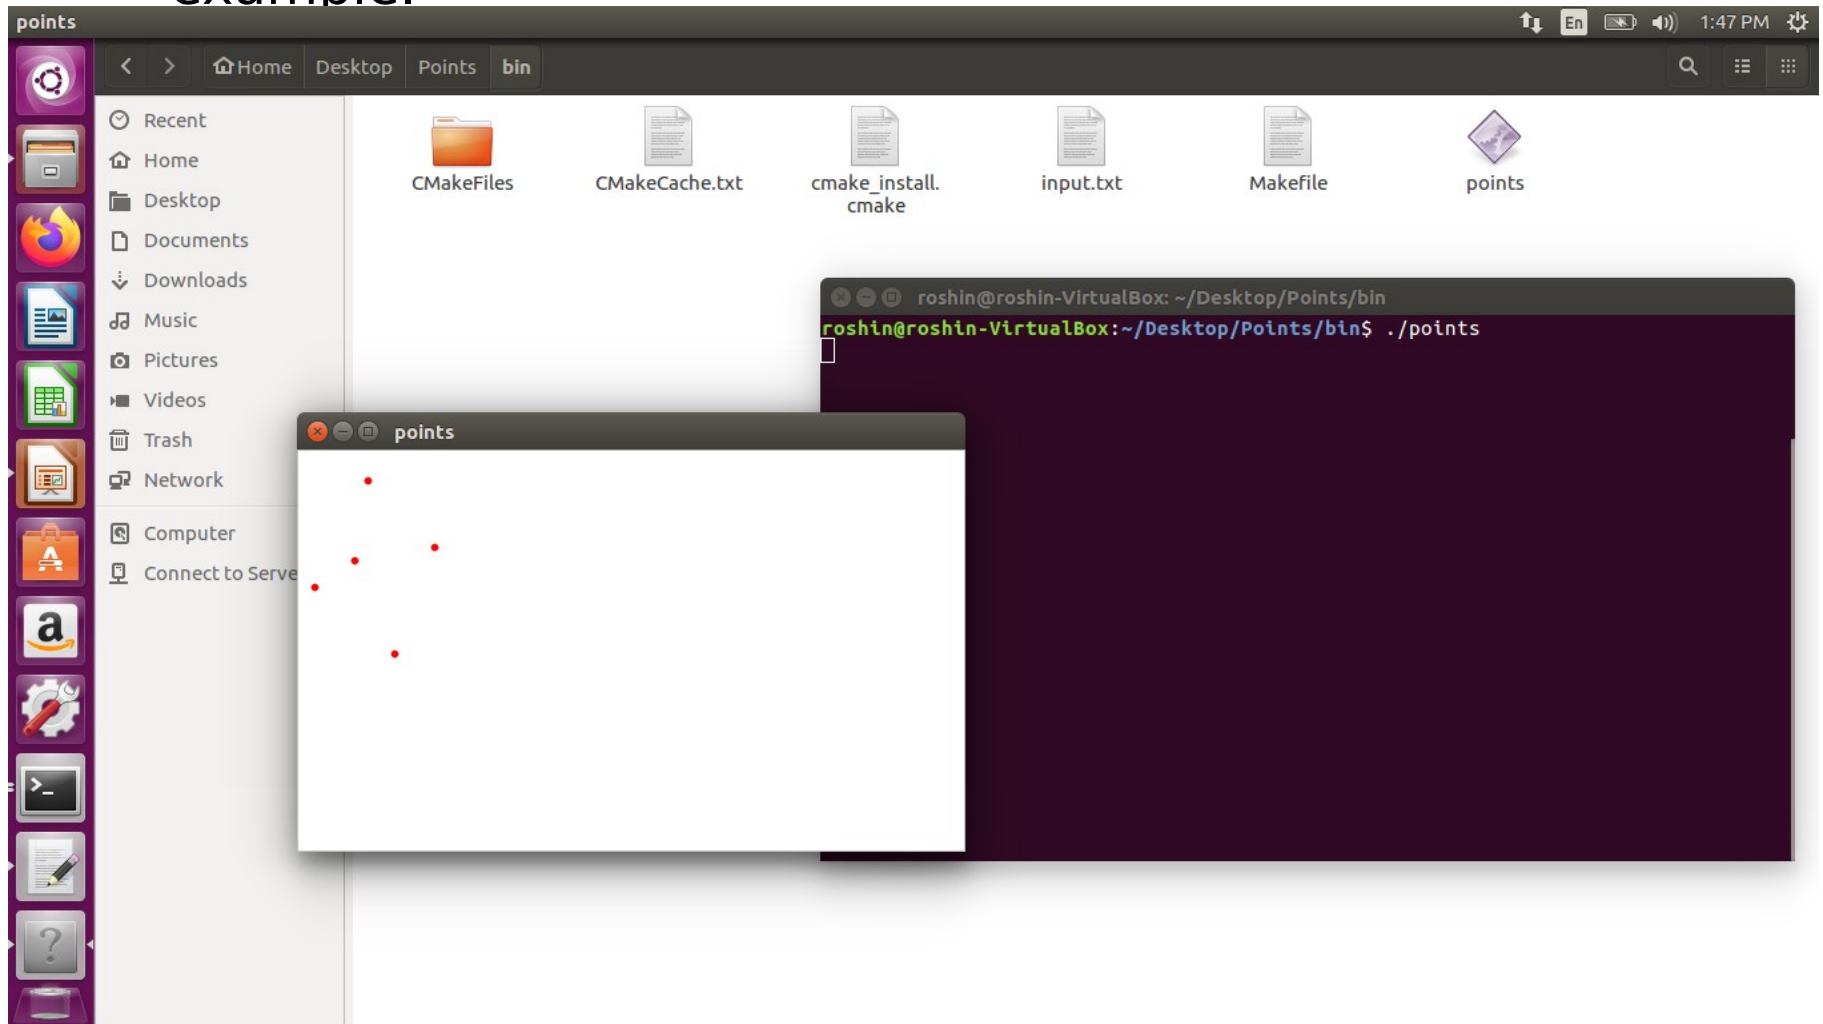 example:
points
En
1:47 PM
Home Desktop Points bin
Recent
Home
Desktop
Documents
Downloads
Music
Pictures
Videos
Trash
Network
Computer
Connect to Serve
CMakeFiles
CMakeCache.txt
cmake_install.
cmake
input.txt
Makefile
points
roshin@roshin-VirtualBox: ~/Desktop/Points/bin
roshin@roshin-VirtualBox:~/Desktop/Points/bin$ ./points
points